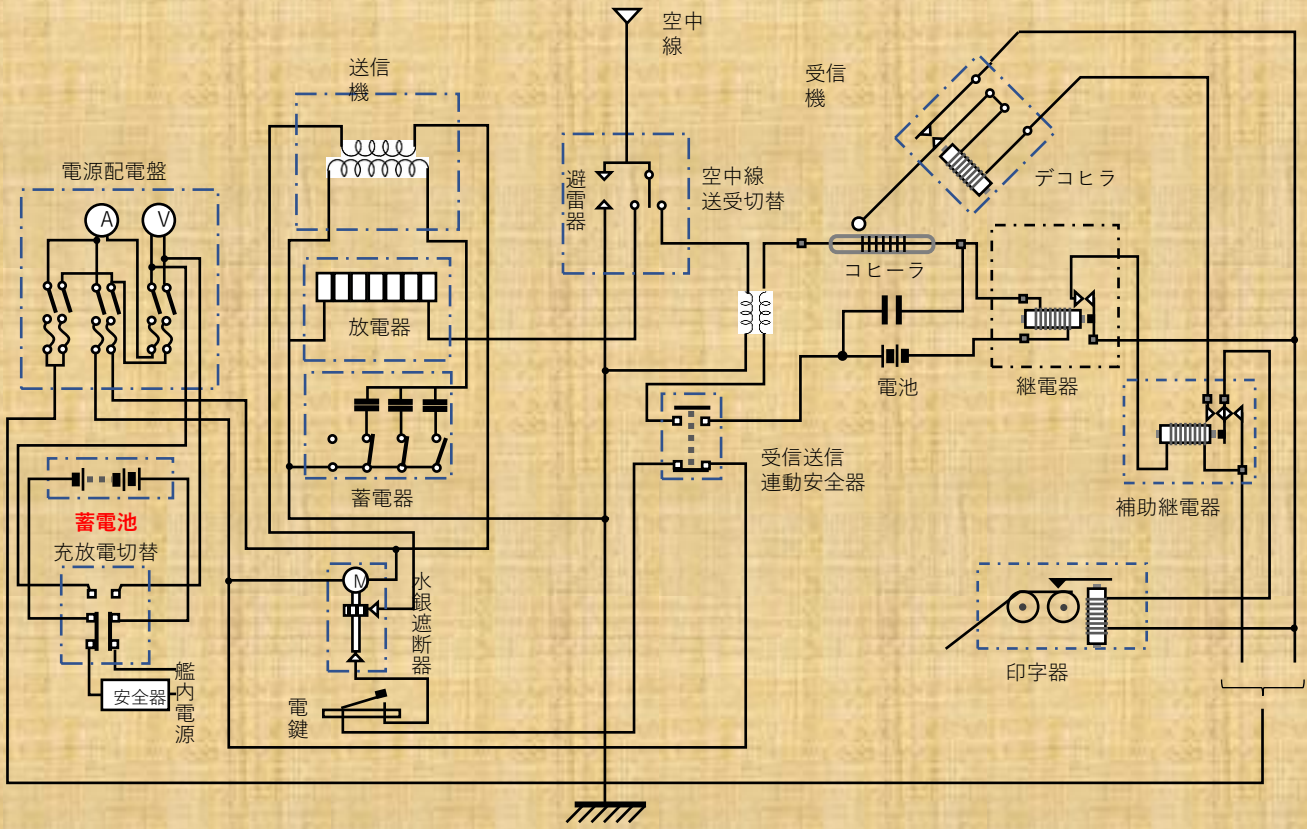 空中
線
送信
機
受信
機
電源配電盤
A
V
避雷器
空中線
送受切替
デコヒラ
コヒーラ
放電器
電池
継電器
蓄電器
受信送信
連動安全器
補助継電器
蓄電池
充放電切替
M
水銀遮断器
印字器
安全器
艦内電源
電鍵